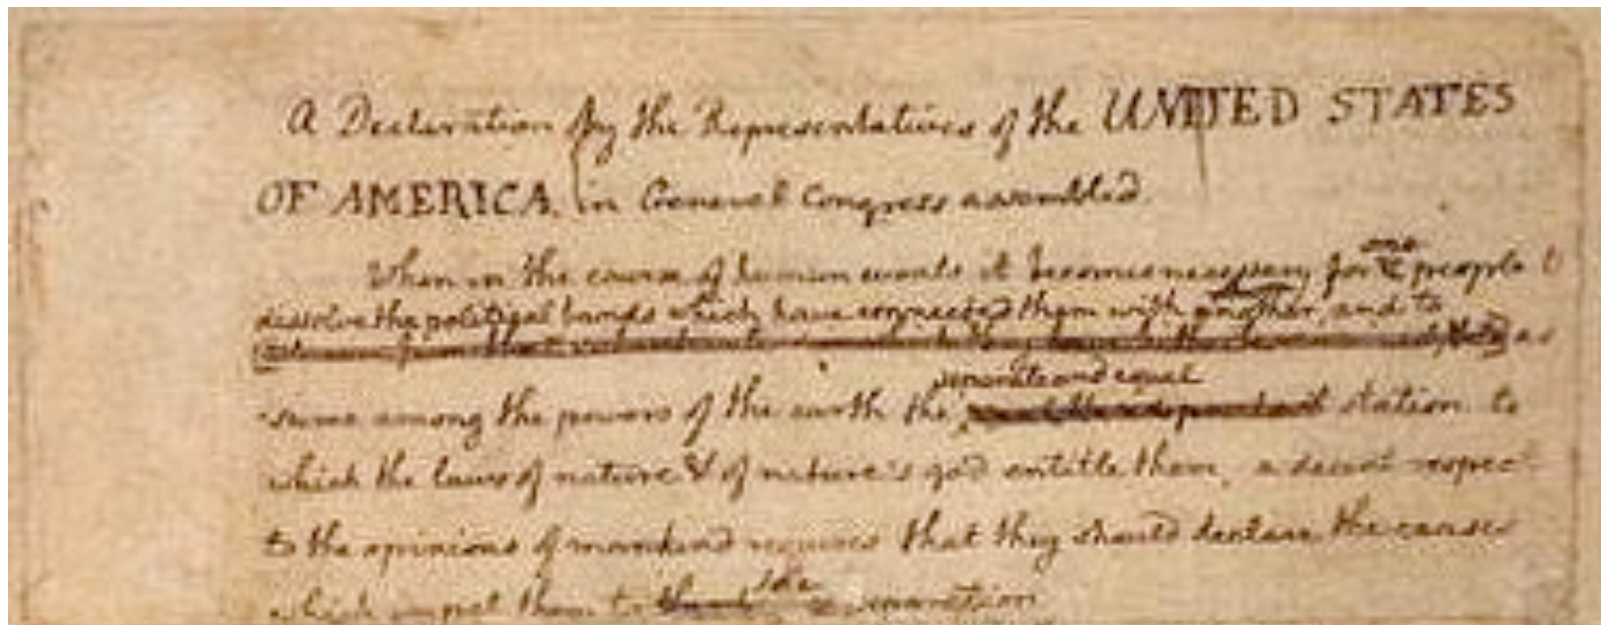 A Declaration by the Representatives of the UNITED STATES
OF AMERICA, in General Congress assembled.
When in the course of human events it becomes necessary for
one
people to
dissolve the political bands which have connected them with another, and to
as
separate and equal
-sume among the powers of the earth the station to
which the laws of nature & of nature's god entitle them, a decent respect
to the opinions of mankind requires that they should declare the causes
the
which impel them to separation